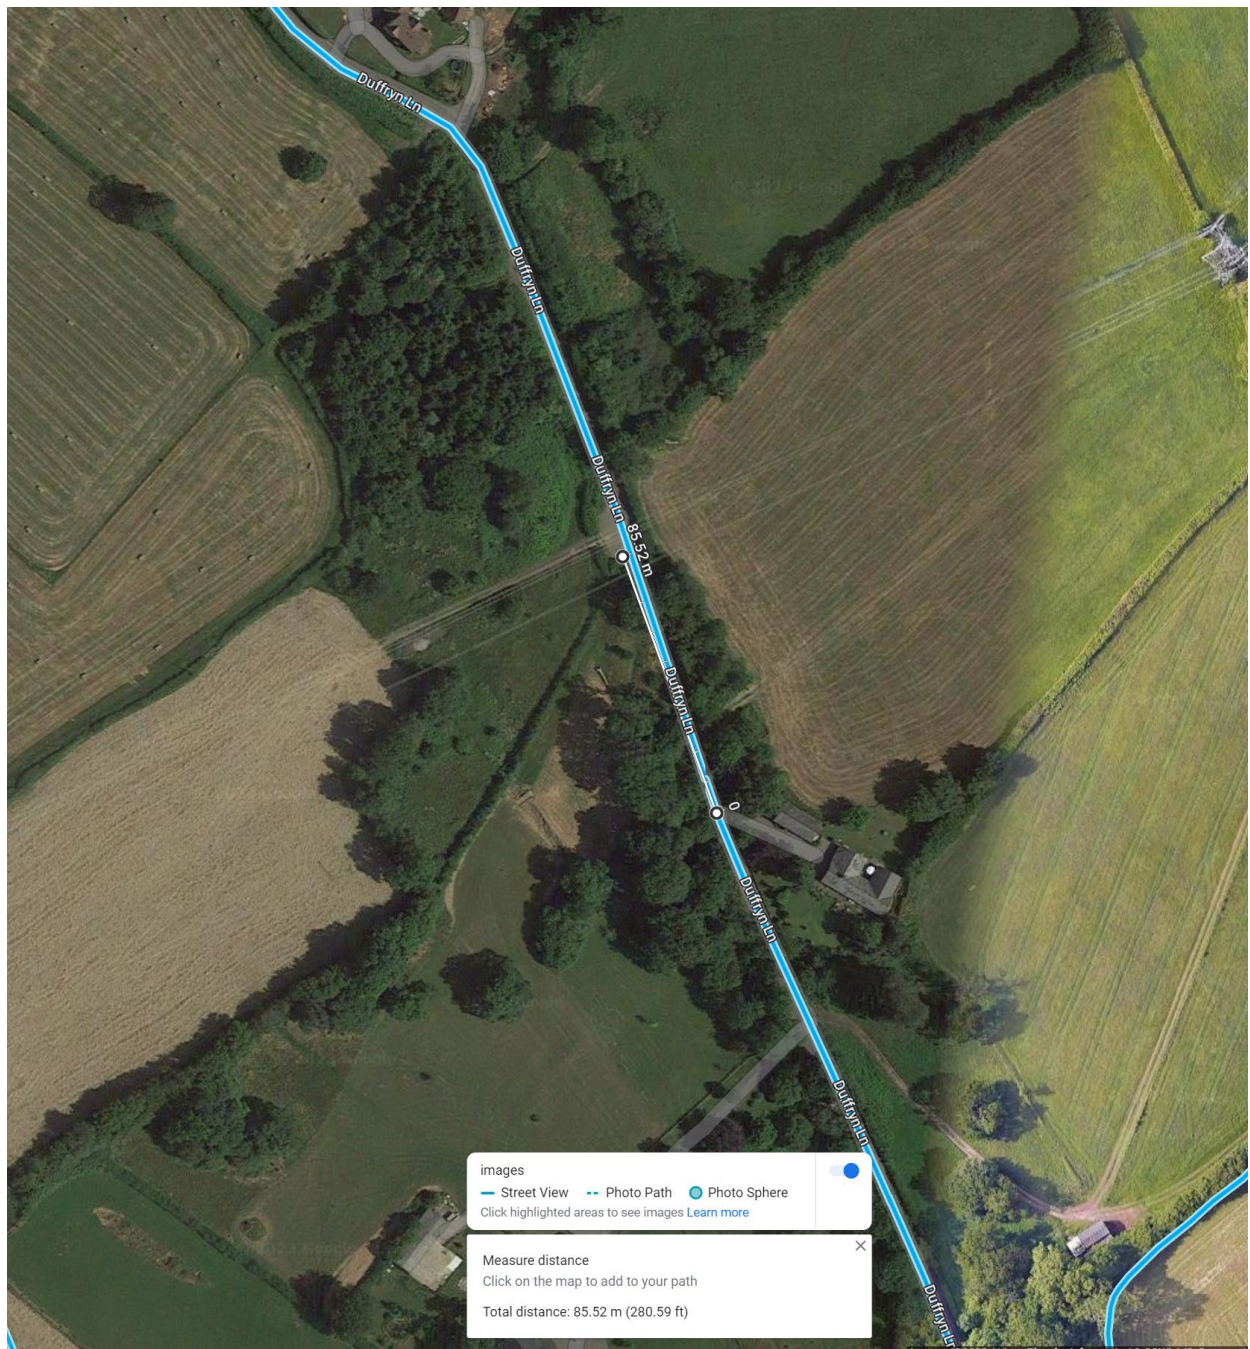 Duffryn Ln
Duffryn Ln
Duffryn Ln
85.52 m
Duffryn Ln
0
Duffryn Ln
Duffryn Ln
images
Street View Photo Path Photo Sphere
Click highlighted areas to see images Learn more
Measure distance
Click on the map to add to your path
Total distance: 85.52 m (280.59 ft)
Duffryn Ln